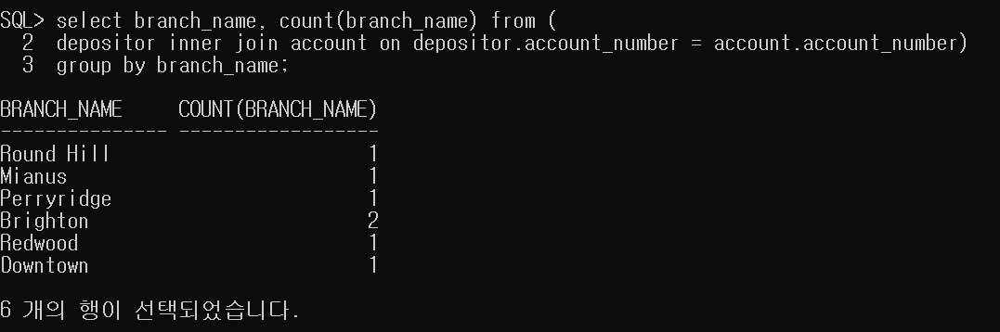 SQL> select branch_name, count(branch_name) from (
  2  depositor inner join account on depositor.account_number = account.account_number)
  3  group by branch_name;
BRANCH_NAME     COUNT(BRANCH_NAME)
--------------- ------------------
Round Hill                       1
Mianus                           1
Perryridge                       1
Brighton                         2
Redwood                          1
Downtown                         1
6 개의 행이 선택되었습니다.